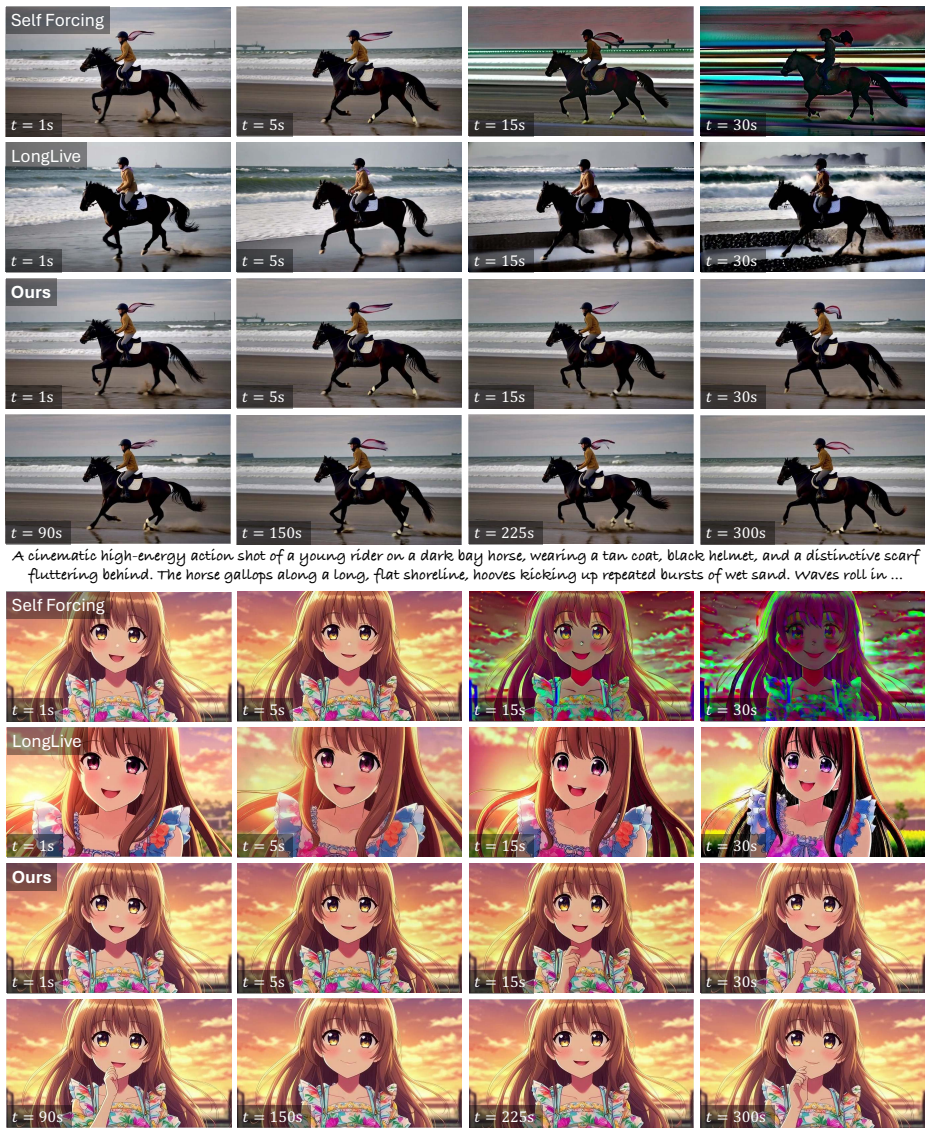 Self Forcing
t = 1s
t = 5s
t = 15s
t = 30s
LongLive
t = 1s
t = 5s
t = 15s
t = 30s
Ours
t = 1s
t = 5s
t = 15s
t = 30s
t = 90s
t = 150s
t = 225s
t = 300s
A cinematic high-energy action shot of a young rider on a dark bay horse, wearing a tan coat, black helmet, and a distinctive scarf
fluttering behind. The horse gallops along a long, flat shoreline, hooves kicking up repeated bursts of wet sand. Waves roll in ...
Self Forcing
t = 1s
t = 5s
t = 15s
t = 30s
LongLive
t = 1s
t = 5s
t = 15s
t = 30s
Ours
t = 1s
t = 5s
t = 15s
t = 30s
t = 90s
t = 150s
t = 225s
t = 300s